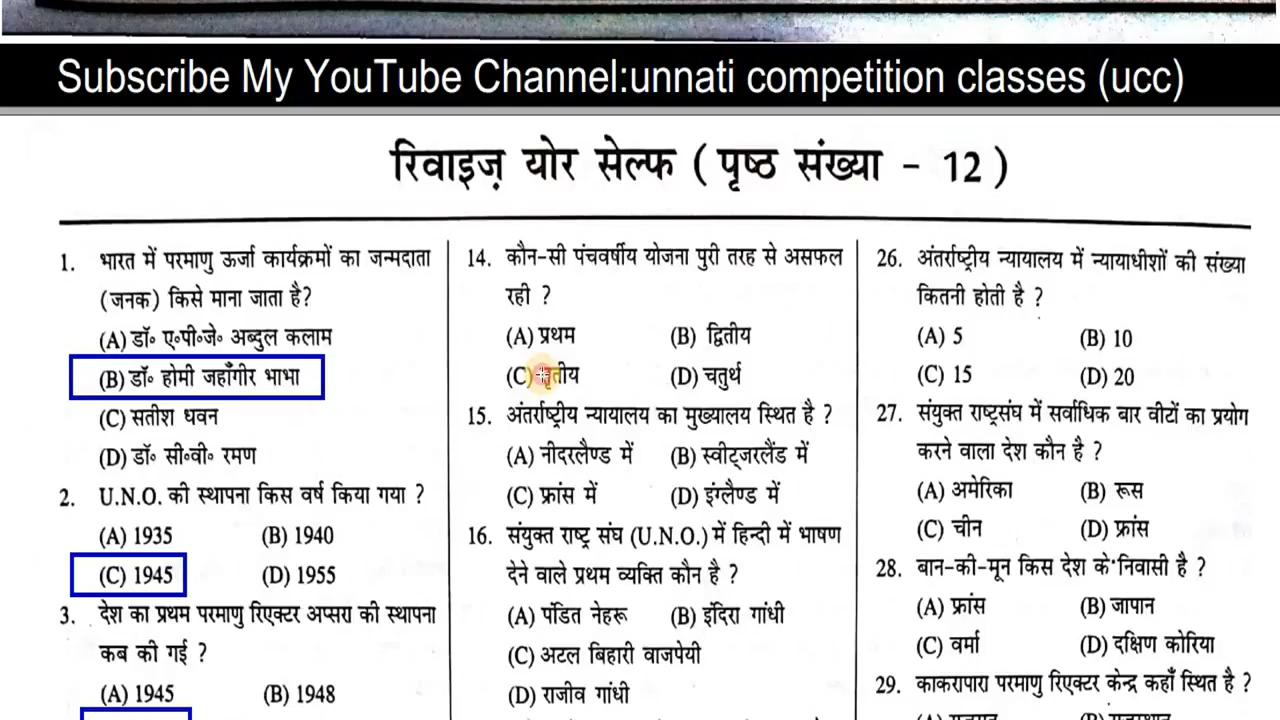 Subscribe My YouTube Channel:unnati competition classes (ucc)
रिवाइज़ योर सेल्फ ( पृष्ठ संख्या - 12 )
1. भारत में परमाणु ऊर्जा कार्यक्रमों का जन्मदाता
(जनक) किसे माना जाता है?
(A) डॉ॰ ए॰पी॰जे॰ अब्दुल कलाम
(B) डॉ॰ होमी जहाँगीर भाभा
(C) सतीश धवन
(D) डॉ॰ सी॰वी॰ रमण
2. U.N.O. की स्थापना किस वर्ष किया गया ?
(A) 1935 (B) 1940
(C) 1945 (D) 1955
3. देश का प्रथम परमाणु रिएक्टर अप्सरा की स्थापना
कब की गई ?
(A) 1945 (B) 1948
14. कौन-सी पंचवर्षीय योजना पुरी तरह से असफल
रही ?
(A) प्रथम (B) द्वितीय
(C) तृतीय (D) चतुर्थ
15. अंतर्राष्ट्रीय न्यायालय का मुख्यालय स्थित है ?
(A) नीदरलैण्ड में (B) स्वीट्जरलैंड में
(C) फ्रांस में (D) इंग्लैण्ड में
16. संयुक्त राष्ट्र संघ (U.N.O.) में हिन्दी में भाषण
देने वाले प्रथम व्यक्ति कौन है ?
(A) पंडित नेहरू (B) इंदिरा गांधी
(C) अटल बिहारी वाजपेयी
(D) राजीव गांधी
26. अंतर्राष्ट्रीय न्यायालय में न्यायाधीशों की संख्या
कितनी होती है ?
(A) 5 (B) 10
(C) 15 (D) 20
27. संयुक्त राष्ट्रसंघ में सर्वाधिक बार वीटों का प्रयोग
करने वाला देश कौन है ?
(A) अमेरिका (B) रूस
(C) चीन (D) फ्रांस
28. बान-की-मून किस देश के निवासी है ?
(A) फ्रांस (B) जापान
(C) वर्मा (D) दक्षिण कोरिया
29. काकरापारा परमाणु रिएक्टर केन्द्र कहाँ स्थित है ?